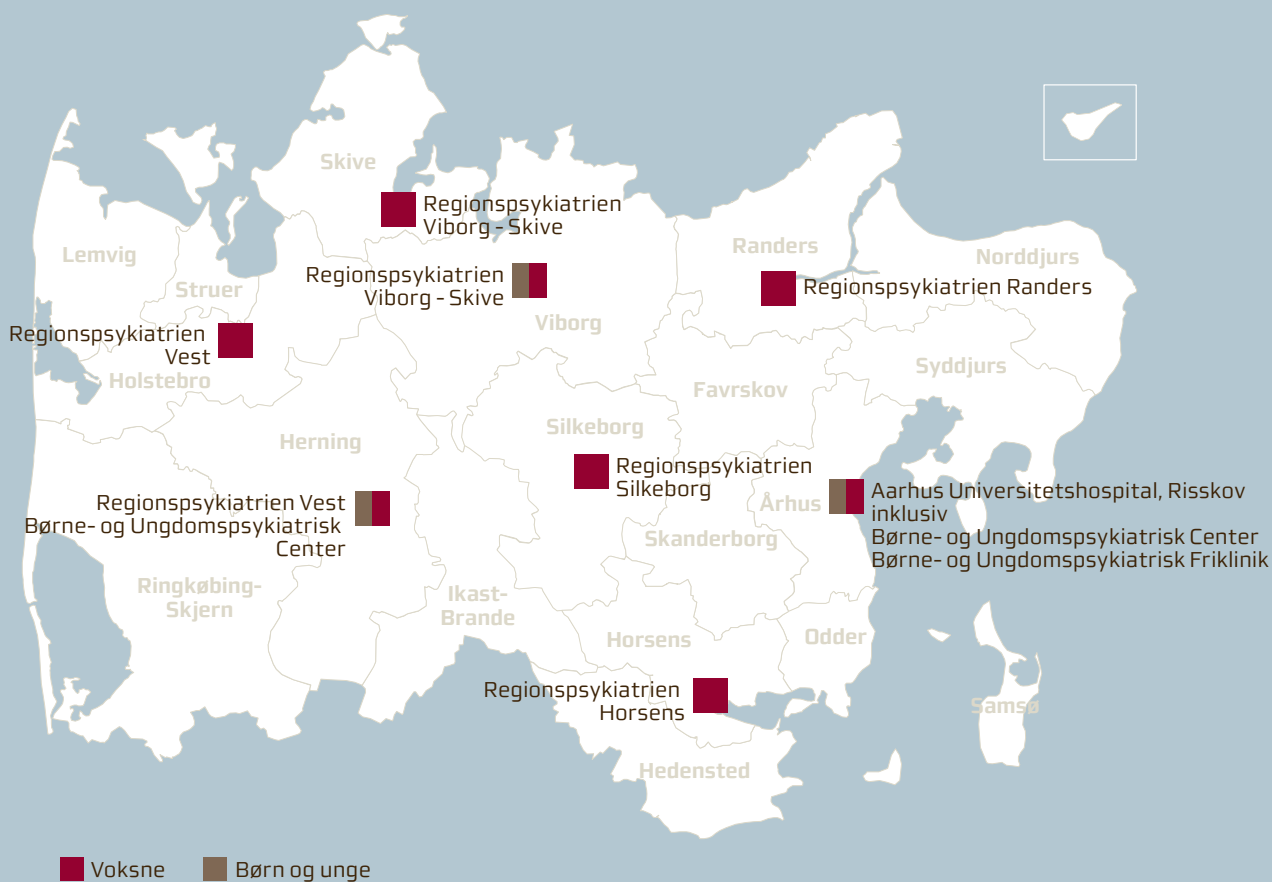 Skive
Regionspsykiatrien
Viborg - Skive
Randers
Norddjurs
Lemvig
Struer
Regionspsykiatrien
Viborg - Skive
Regionspsykiatrien Randers
Viborg
Regionspsykiatrien
Vest
Holstebro
Favrskov
Syddjurs
Herning
Silkeborg
Regionspsykiatrien
Silkeborg
Århus
Aarhus Universitetshospital, Risskov
inklusiv
Børne- og Ungdomspsykiatrisk Center
Børne- og Ungdomspsykiatrisk Friklinik
Regionspsykiatrien Vest
Børne- og Ungdomspsykiatrisk
Center
Skanderborg
Ringkøbing-
Skjern
Ikast-
Brande
Horsens
Odder
Regionspsykiatrien
Horsens
Samsø
Hedensted
Voksne
Børn og unge